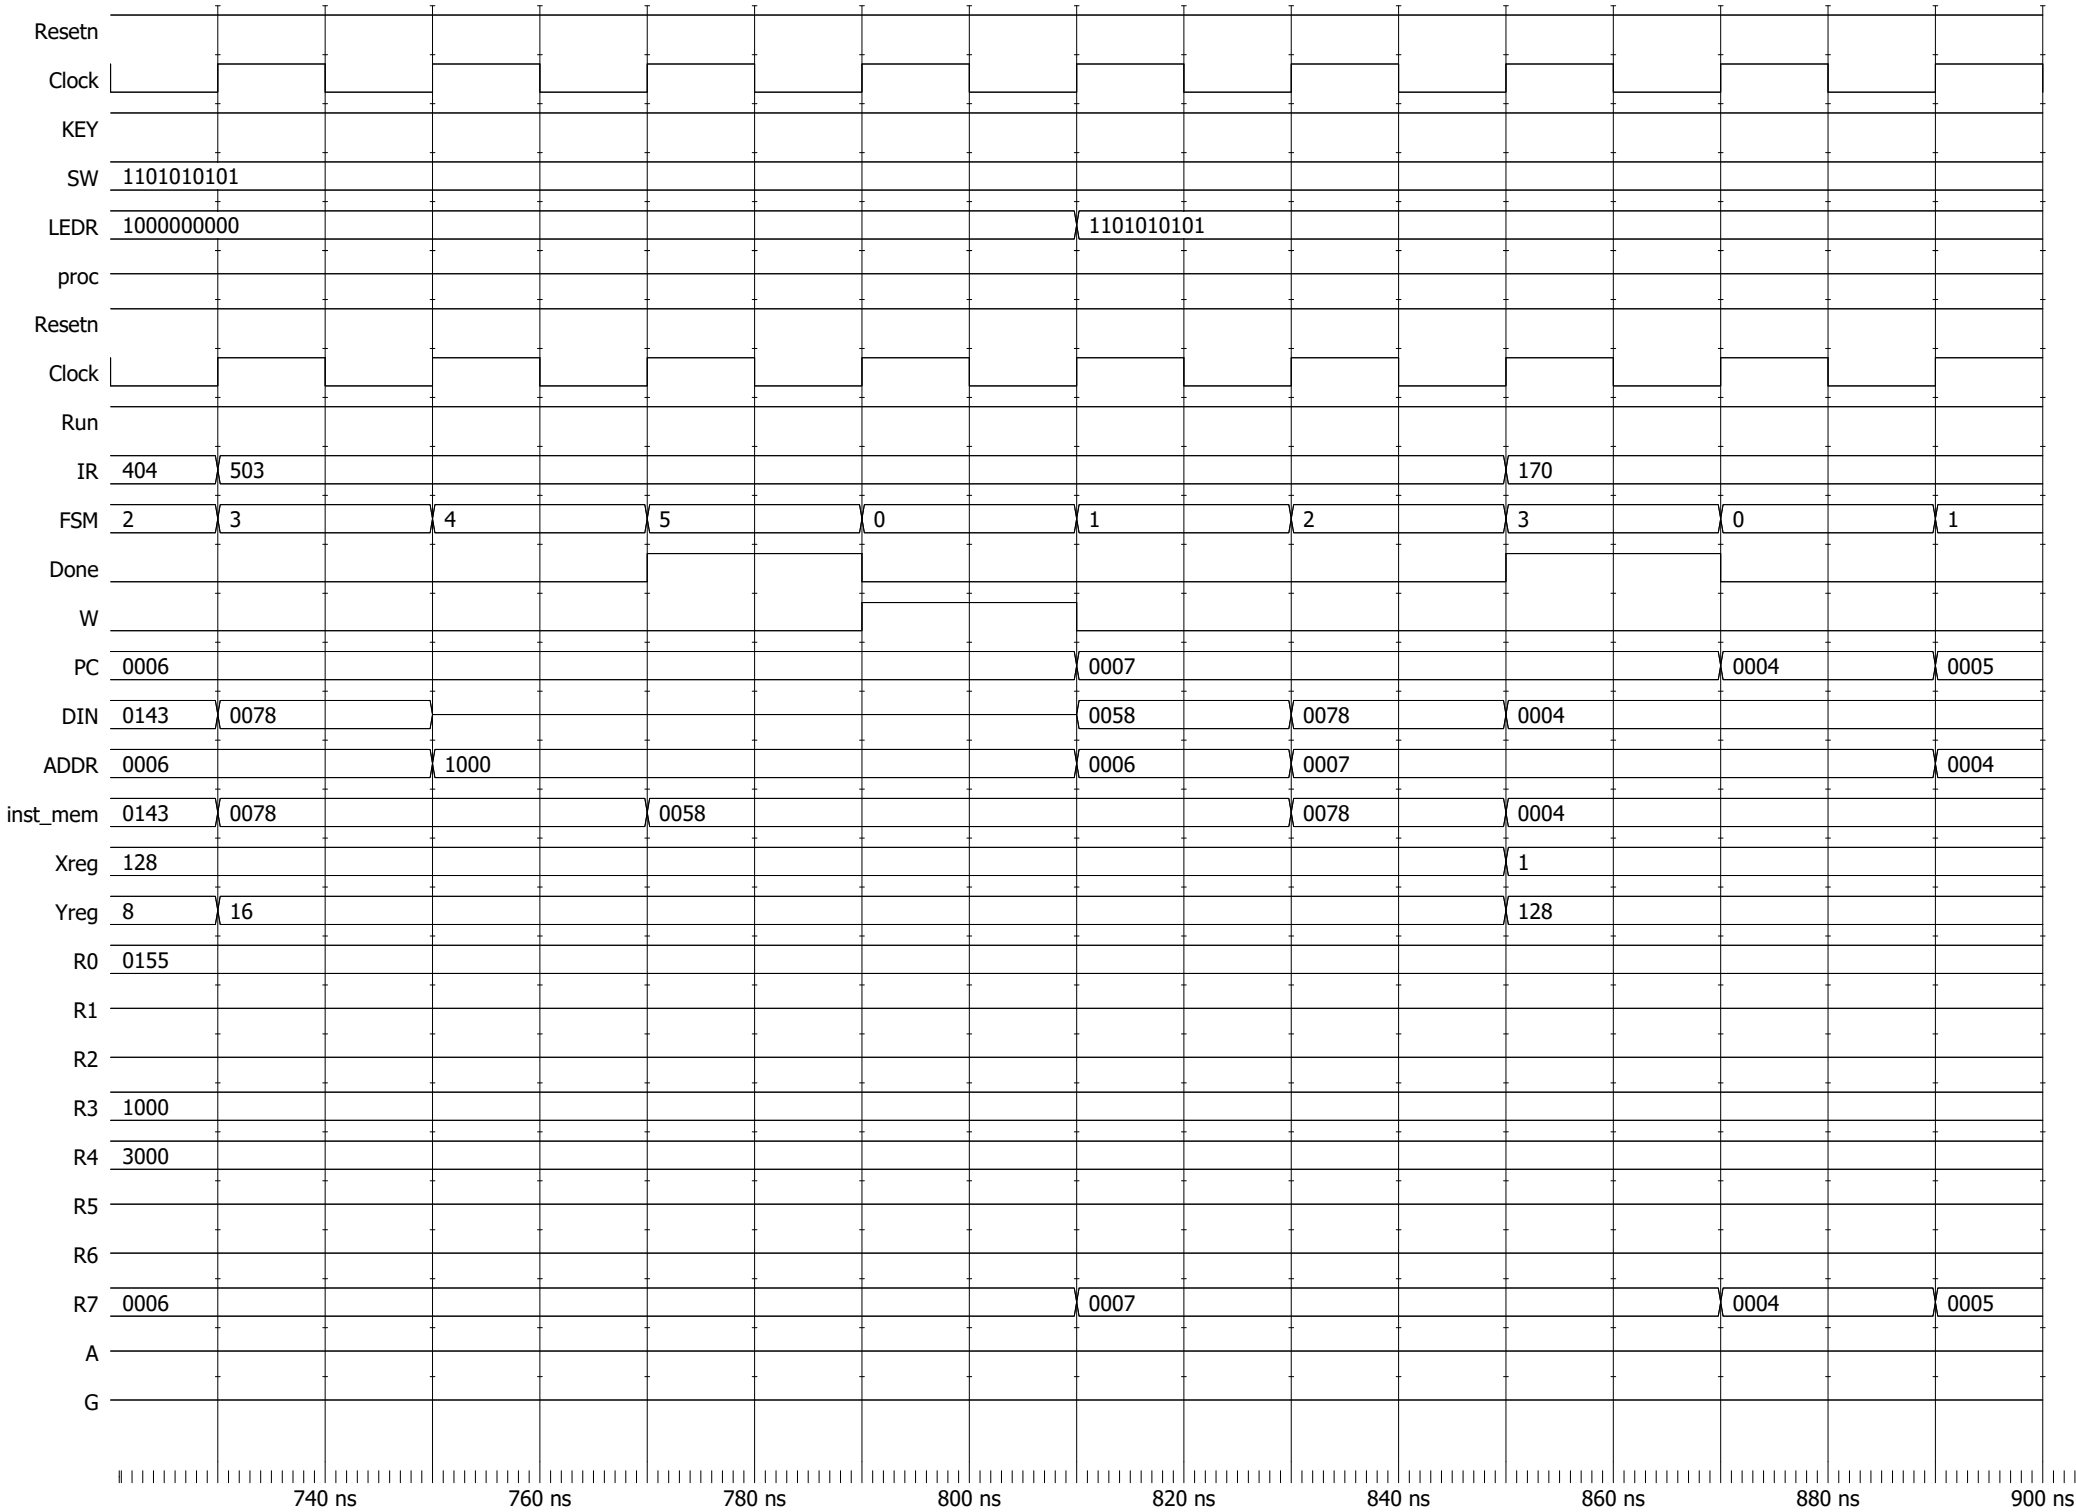 Resetn
Clock
KEY
SW 1101010101
LEDR 1000000000 1101010101
proc
Resetn
Clock
Run
IR 404 503 170
FSM 2 3 4 5 0 1 2 3 0 1
Done
W
PC 0006 0007 0004 0005
DIN 0143 0078 0058 0078 0004
ADDR 0006 1000 0006 0007 0004
inst_mem 0143 0078 0058 0078 0004
Xreg 128 1
Yreg 8 16 128
R0 0155
R1
R2
R3 1000
R4 3000
R5
R6
R7 0006 0007 0004 0005
A
G
740 ns 760 ns 780 ns 800 ns 820 ns 840 ns 860 ns 880 ns 900 ns